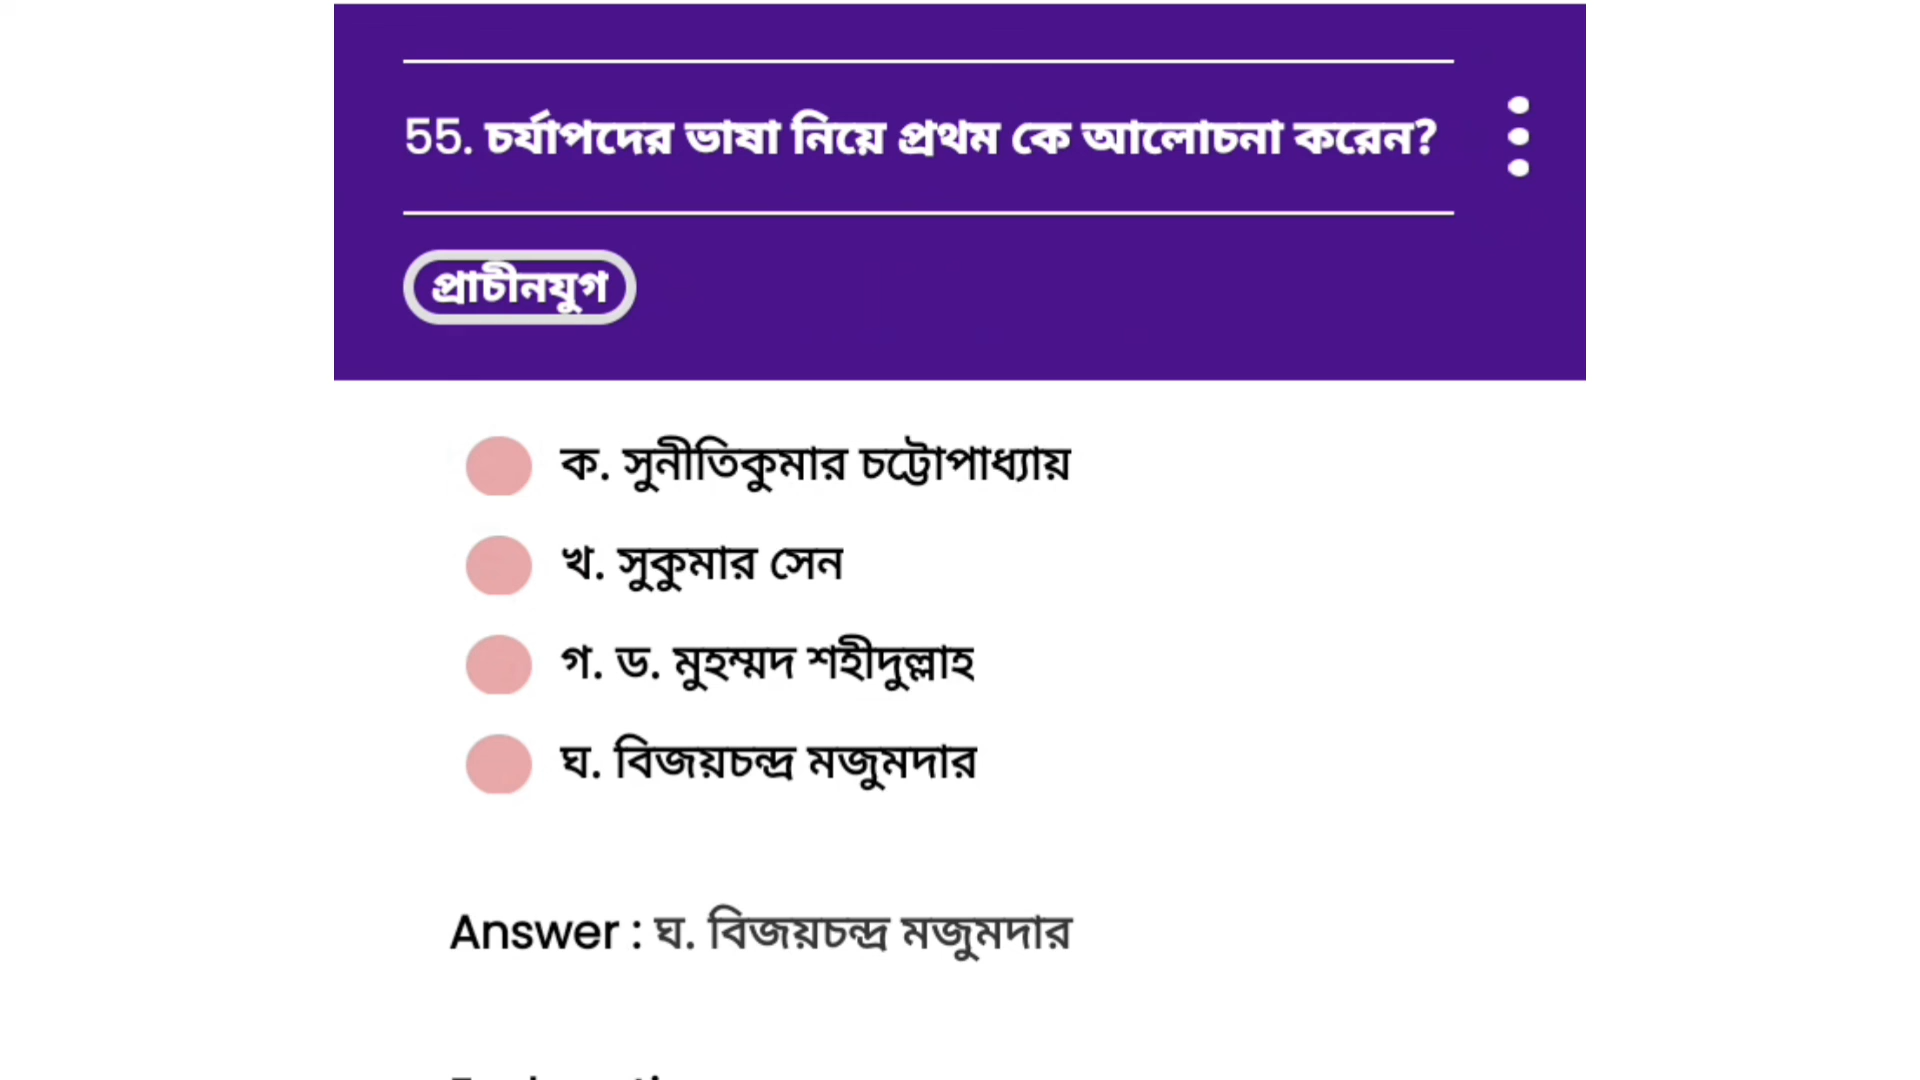 55. চর্যাপদের ভাষা নিয়ে প্রথম কে আলোচনা করেন?
প্রাচীনযুগ
ক. সুনীতিকুমার চট্টোপাধ্যায়
খ. সুকুমার সেন
গ. ড. মুহম্মদ শহীদুল্লাহ
ঘ. বিজয়চন্দ্র মজুমদার
Answer : ঘ. বিজয়চন্দ্র মজুমদার